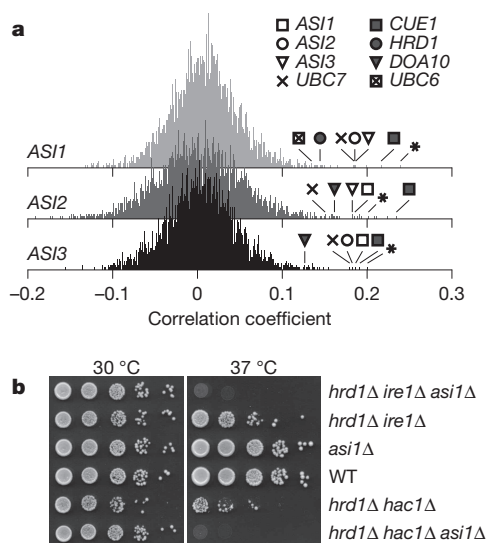 a
ASI1 CUE1
ASI2 HRD1
ASI3 DOA10
UBC7 UBC6
ASI1 *
ASI2 *
ASI3 *
−0.2 −0.1 0 0.1 0.2 0.3
Correlation coefficient
b
30 °C 37 °C
hrd1Δ ire1Δ asi1Δ
hrd1Δ ire1Δ
asi1Δ
WT
hrd1Δ hac1Δ
hrd1Δ hac1Δ asi1Δ